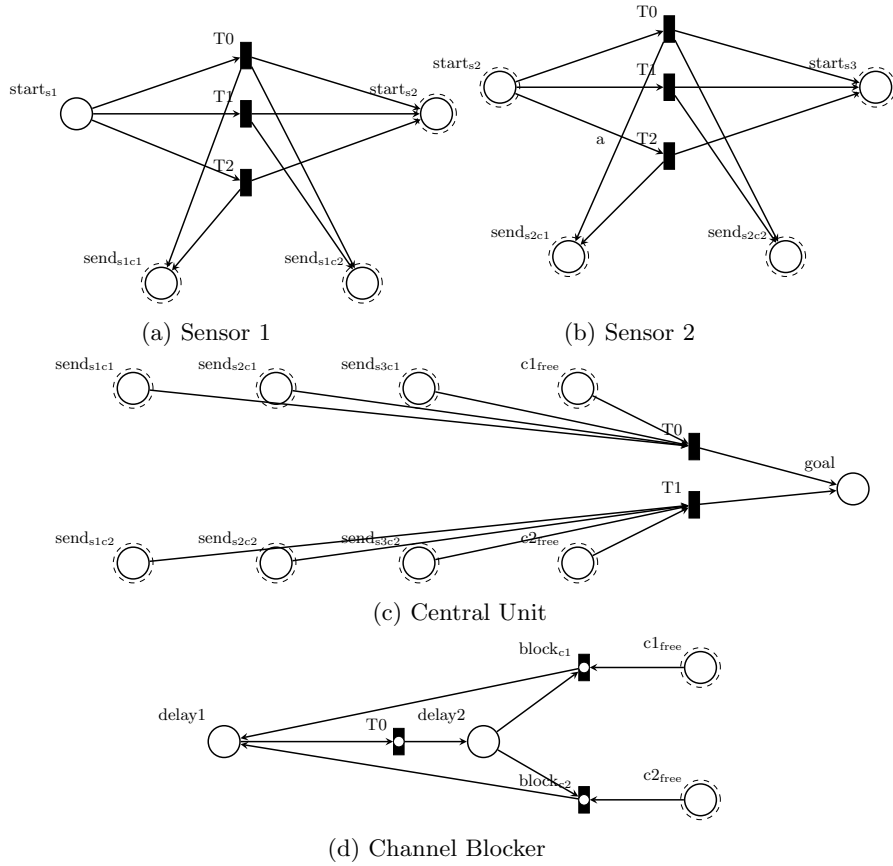 T0
T0
start_s1
T1
start_s2
start_s2
T1
start_s3
T2
a
T2
send_s1c1
send_s1c2
send_s2c1
send_s2c2
(a) Sensor 1
(b) Sensor 2
send_s1c1
send_s2c1
send_s3c1
c1_free
T0
goal
T1
send_s1c2
send_s2c2
send_s3c2
c2_free
(c) Central Unit
block_c1
c1_free
delay1
T0
delay2
block_c2
c2_free
(d) Channel Blocker